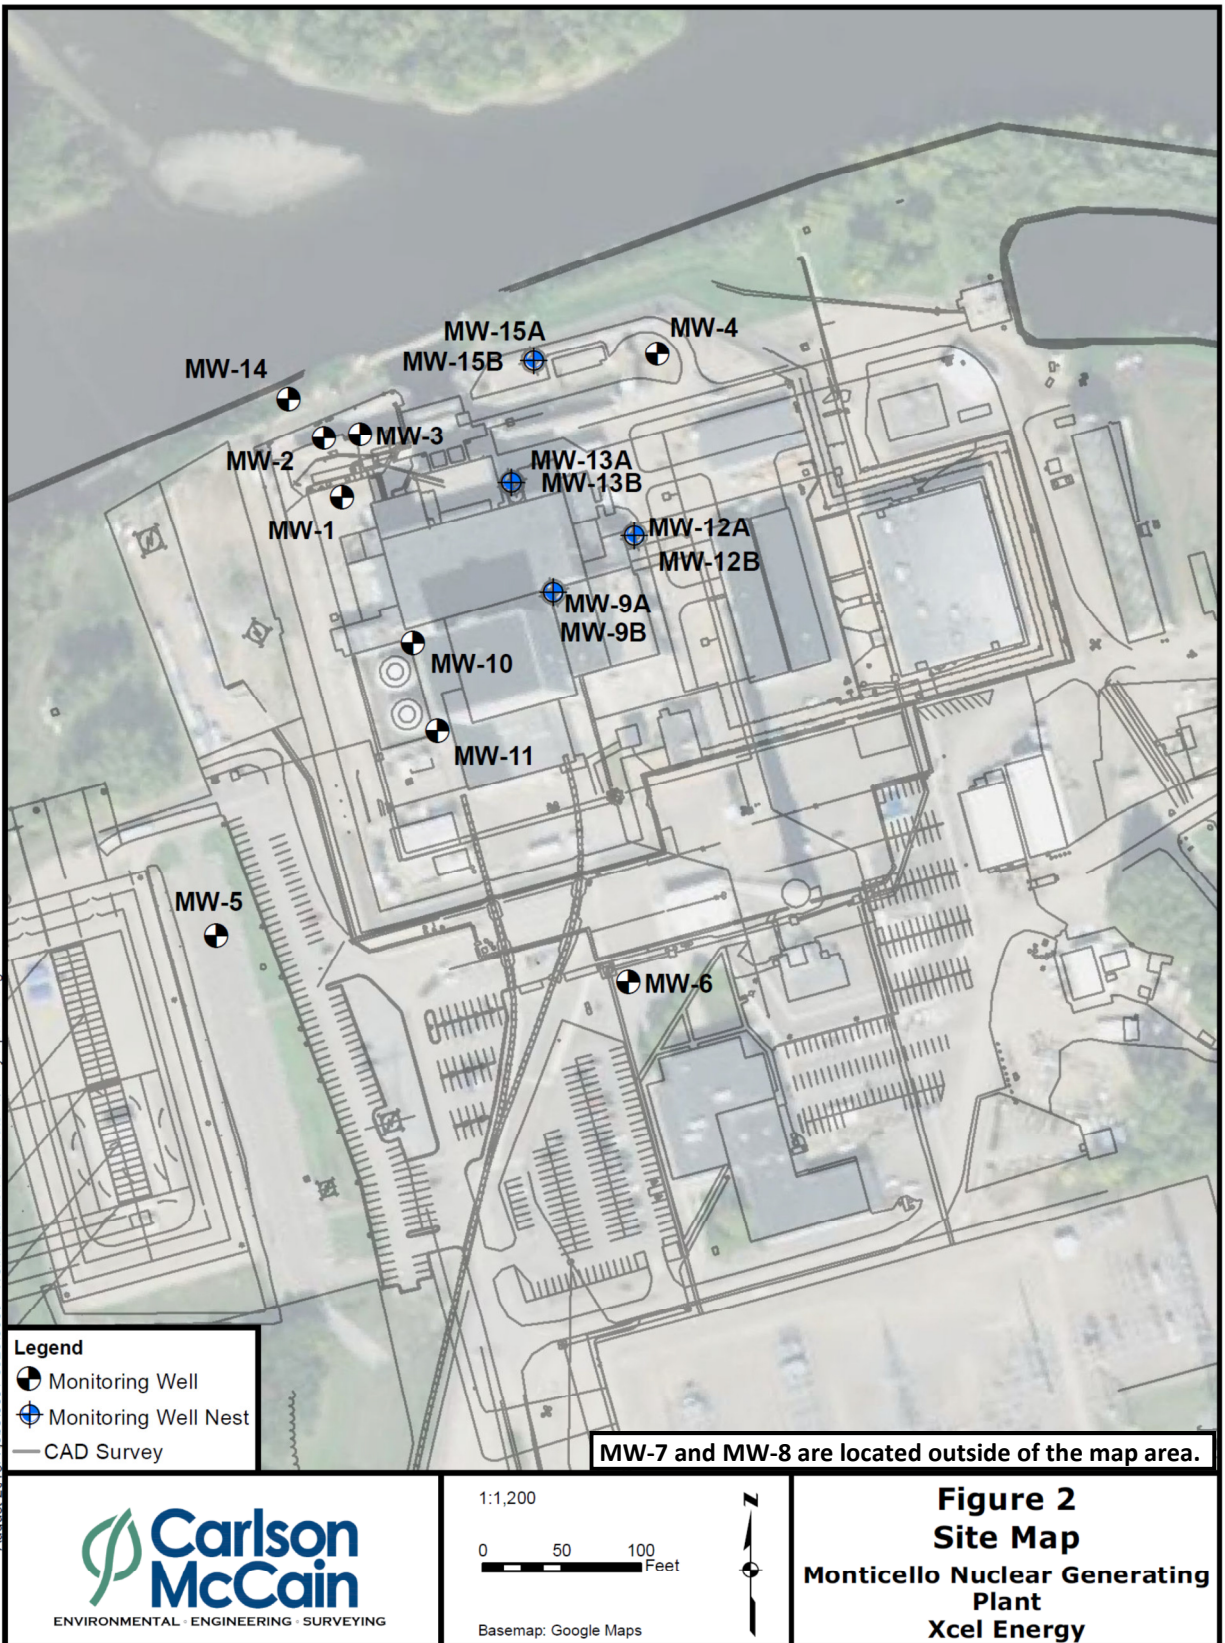 MW-15A
MW-4
MW-15B
MW-14
MW-3
MW-2
MW-13A
MW-13B
MW-1
MW-12A
MW-12B
MW-9A
MW-9B
MW-10
MW-11
MW-5
MW-6
Legend
Monitoring Well
Monitoring Well Nest
CAD Survey
MW-7 and MW-8 are located outside of the map area.
Carlson
McCain
ENVIRONMENTAL · ENGINEERING · SURVEYING
1:1,200
0 50 100
Feet
Basemap: Google Maps
N
Figure 2
Site Map
Monticello Nuclear Generating
Plant
Xcel Energy